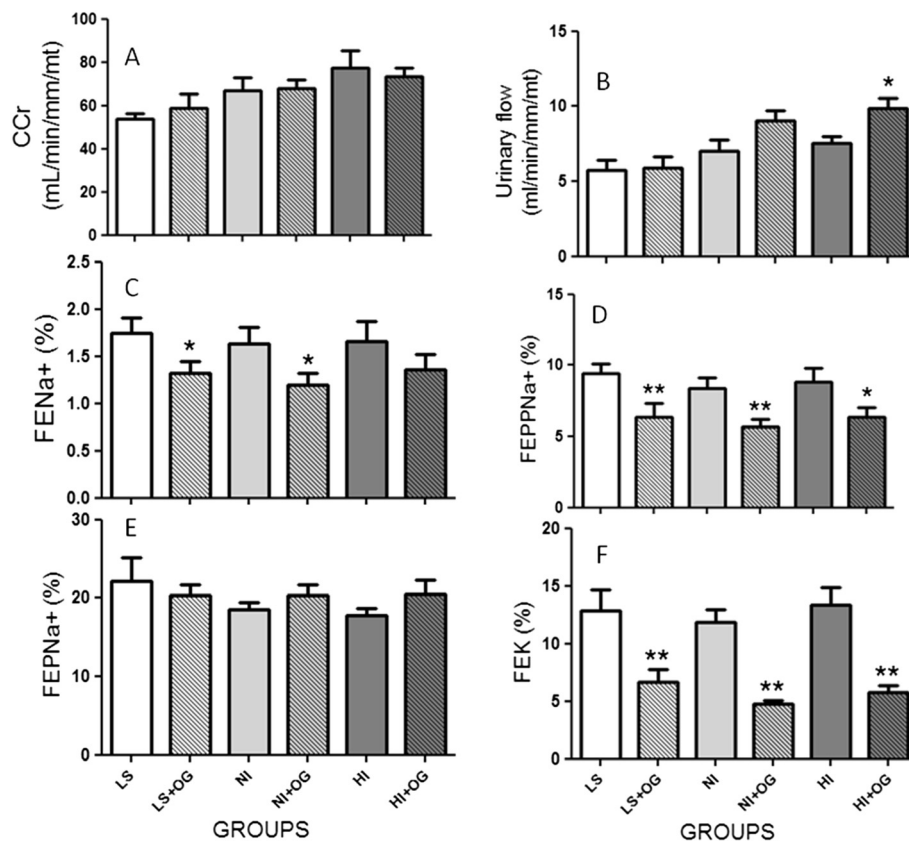 A
CCr
(mL/min/mm/mt)
100
80
60
40
20
0
B
*
Urinary flow
(ml/min/mm/mt)
15
10
5
0
C
* *
FENa+ (%)
2.5
2.0
1.5
1.0
0.5
0.0
D
** ** *
FEPPNa+ (%)
15
10
5
0
E
FEPNa+ (%)
30
20
10
0
LS LS+OG NI NI+OG HI HI+OG
GROUPS
F
** ** **
FEK (%)
20
15
10
5
0
LS LS+OG NI NI+OG HI HI+OG
GROUPS